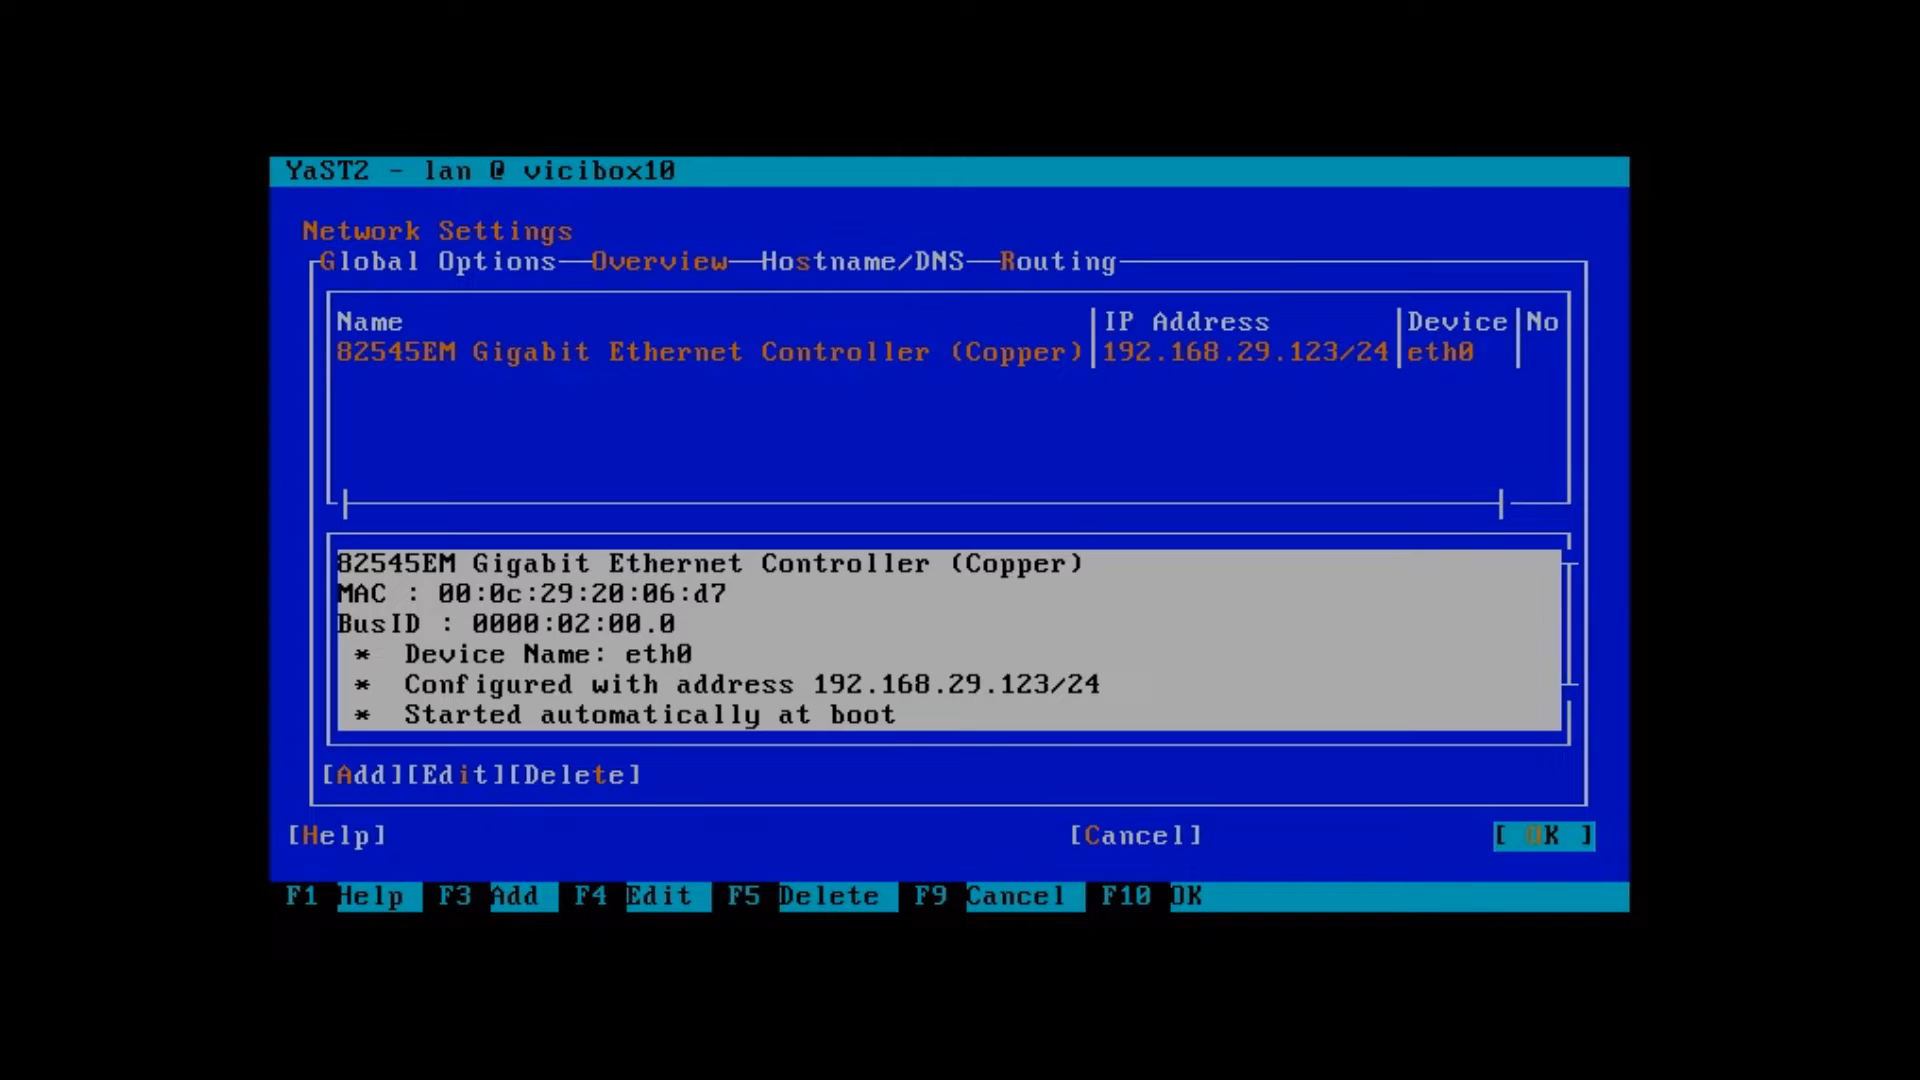 YaST2 - lan @ vicibox10
Network Settings
Global Options Overview Hostname/DNS Routing
Name IP Address Device No
82545EM Gigabit Ethernet Controller (Copper) 192.168.29.123/24 eth0
82545EM Gigabit Ethernet Controller (Copper)
MAC : 00:0c:29:20:06:d7
BusID : 0000:02:00.0
* Device Name: eth0
* Configured with address 192.168.29.123/24
* Started automatically at boot
[Add][Edit][Delete]
[Help] [Cancel] [ OK ]
F1 Help F3 Add F4 Edit F5 Delete F9 Cancel F10 OK